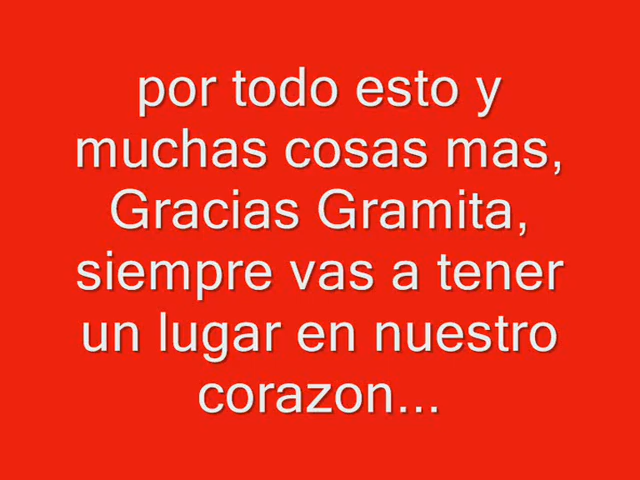 por todo esto y
muchas cosas mas,
Gracias Gramita,
siempre vas a tener
un lugar en nuestro
corazon...